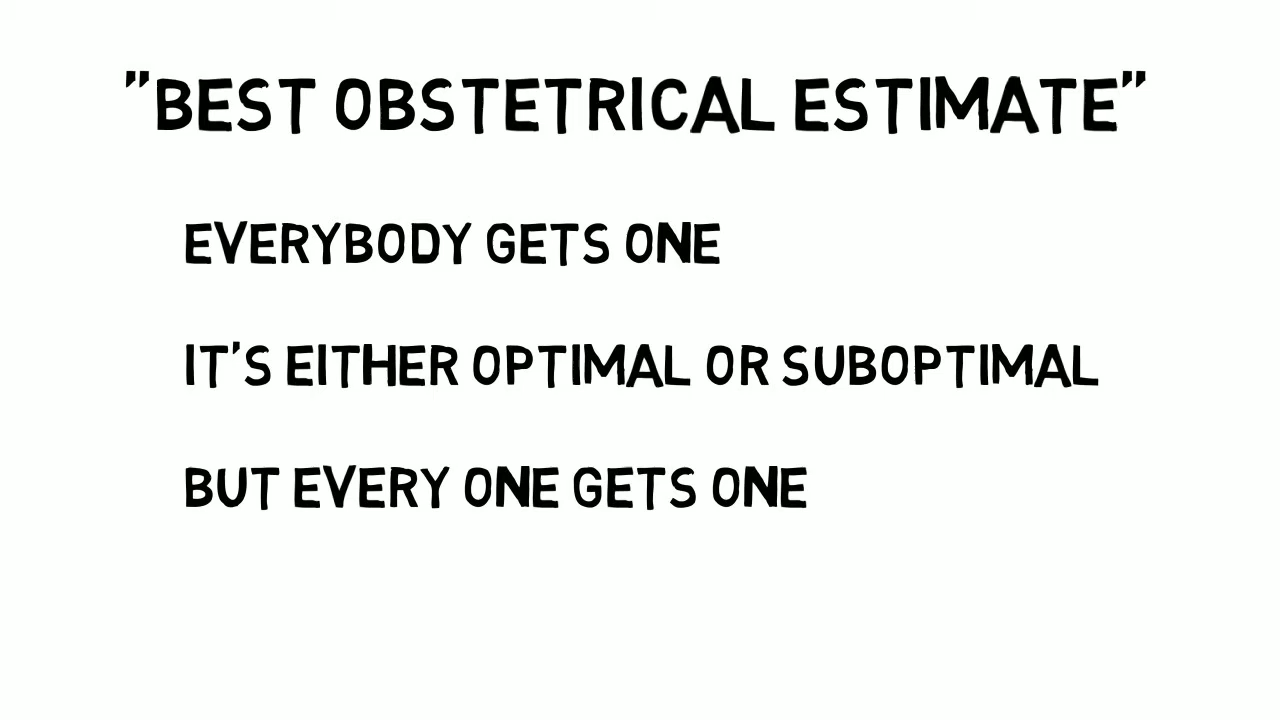 "BEST OBSTETRICAL ESTIMATE"
EVERYBODY GETS ONE
IT'S EITHER OPTIMAL OR SUBOPTIMAL
BUT EVERY ONE GETS ONE